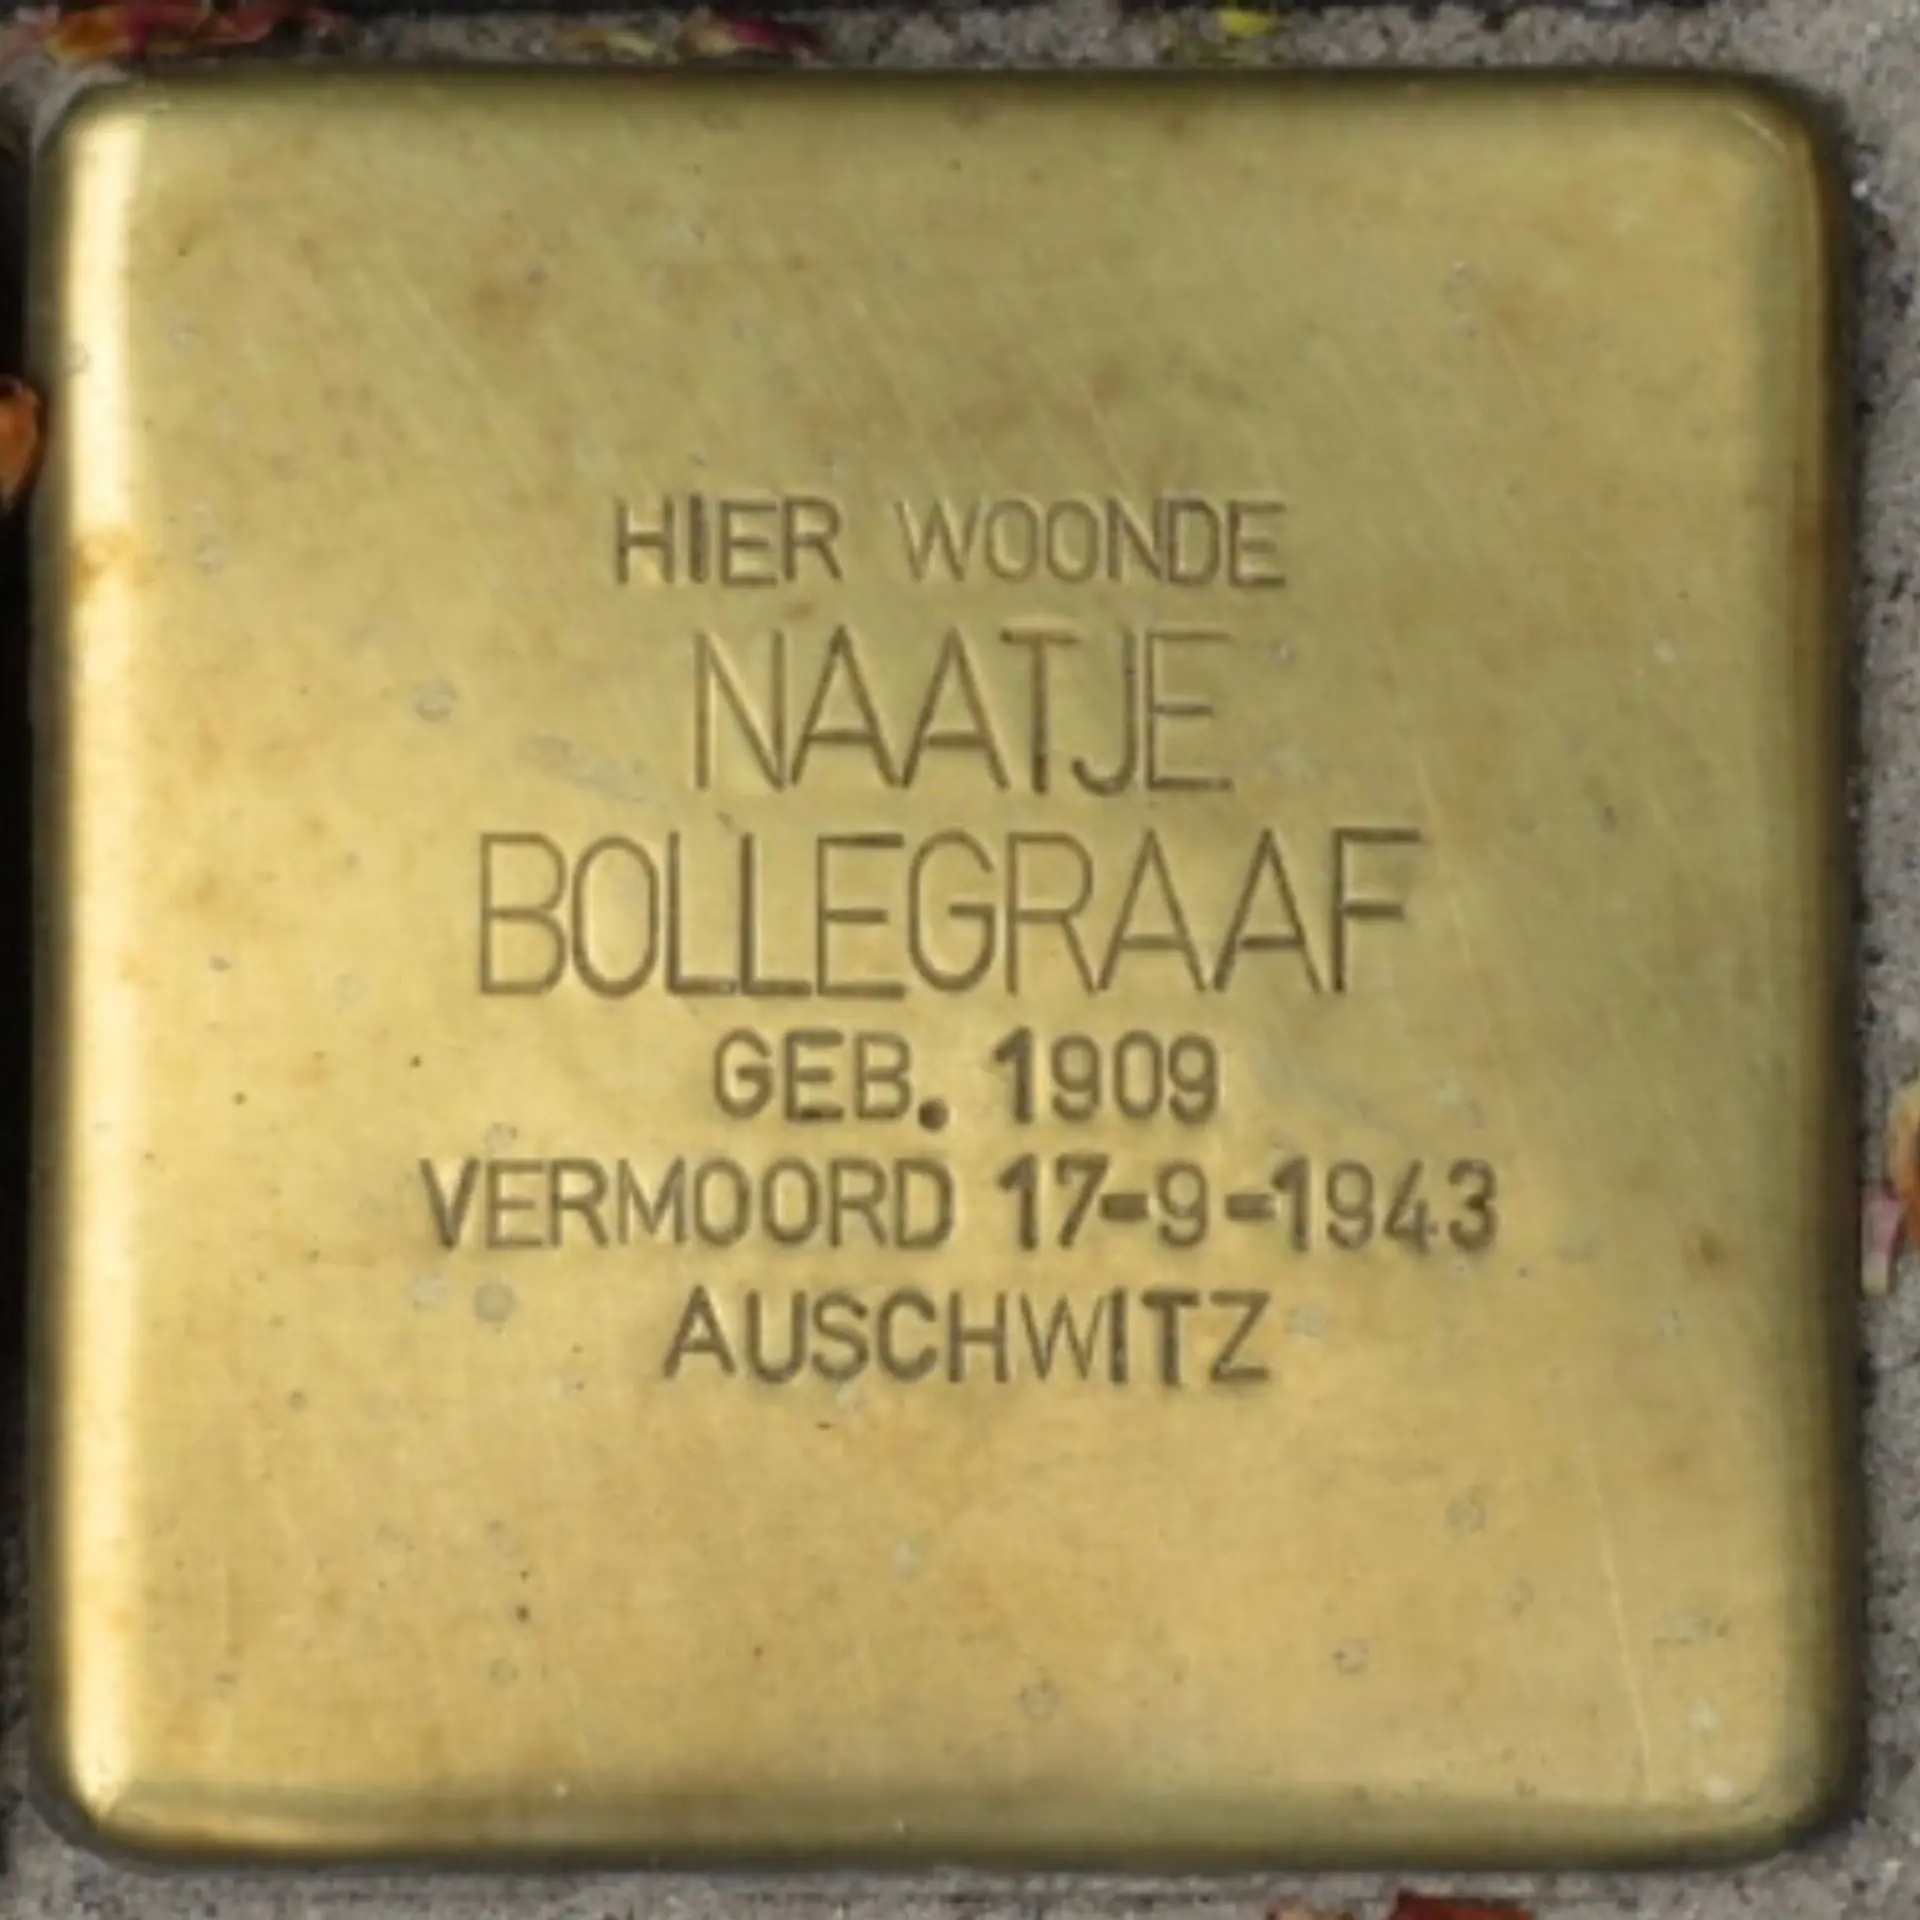 HIER WOONDE
NAATJE
BOLLEGRAAF
GEB. 1909
VERMOORD 17-9-1943
AUSCHWITZ